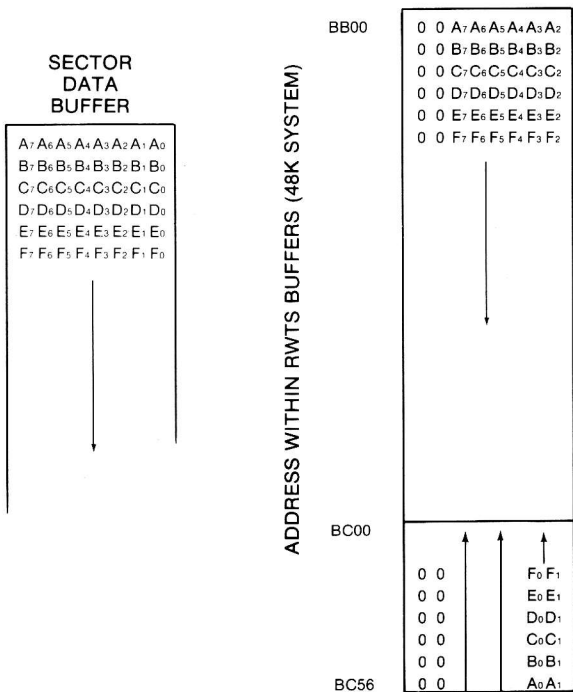 SECTOR
DATA
BUFFER
A7 A6 A5 A4 A3 A2 A1 A0
B7 B6 B5 B4 B3 B2 B1 B0
C7 C6 C5 C4 C3 C2 C1 C0
D7 D6 D5 D4 D3 D2 D1 D0
E7 E6 E5 E4 E3 E2 E1 E0
F7 F6 F5 F4 F3 F2 F1 F0
ADDRESS WITHIN RWTS BUFFERS (48K SYSTEM)
BB00
0 0 A7 A6 A5 A4 A3 A2
0 0 B7 B6 B5 B4 B3 B2
0 0 C7 C6 C5 C4 C3 C2
0 0 D7 D6 D5 D4 D3 D2
0 0 E7 E6 E5 E4 E3 E2
0 0 F7 F6 F5 F4 F3 F2
BC00
0 0 F0 F1
0 0 E0 E1
0 0 D0 D1
0 0 C0 C1
0 0 B0 B1
BC56 0 0 A0 A1